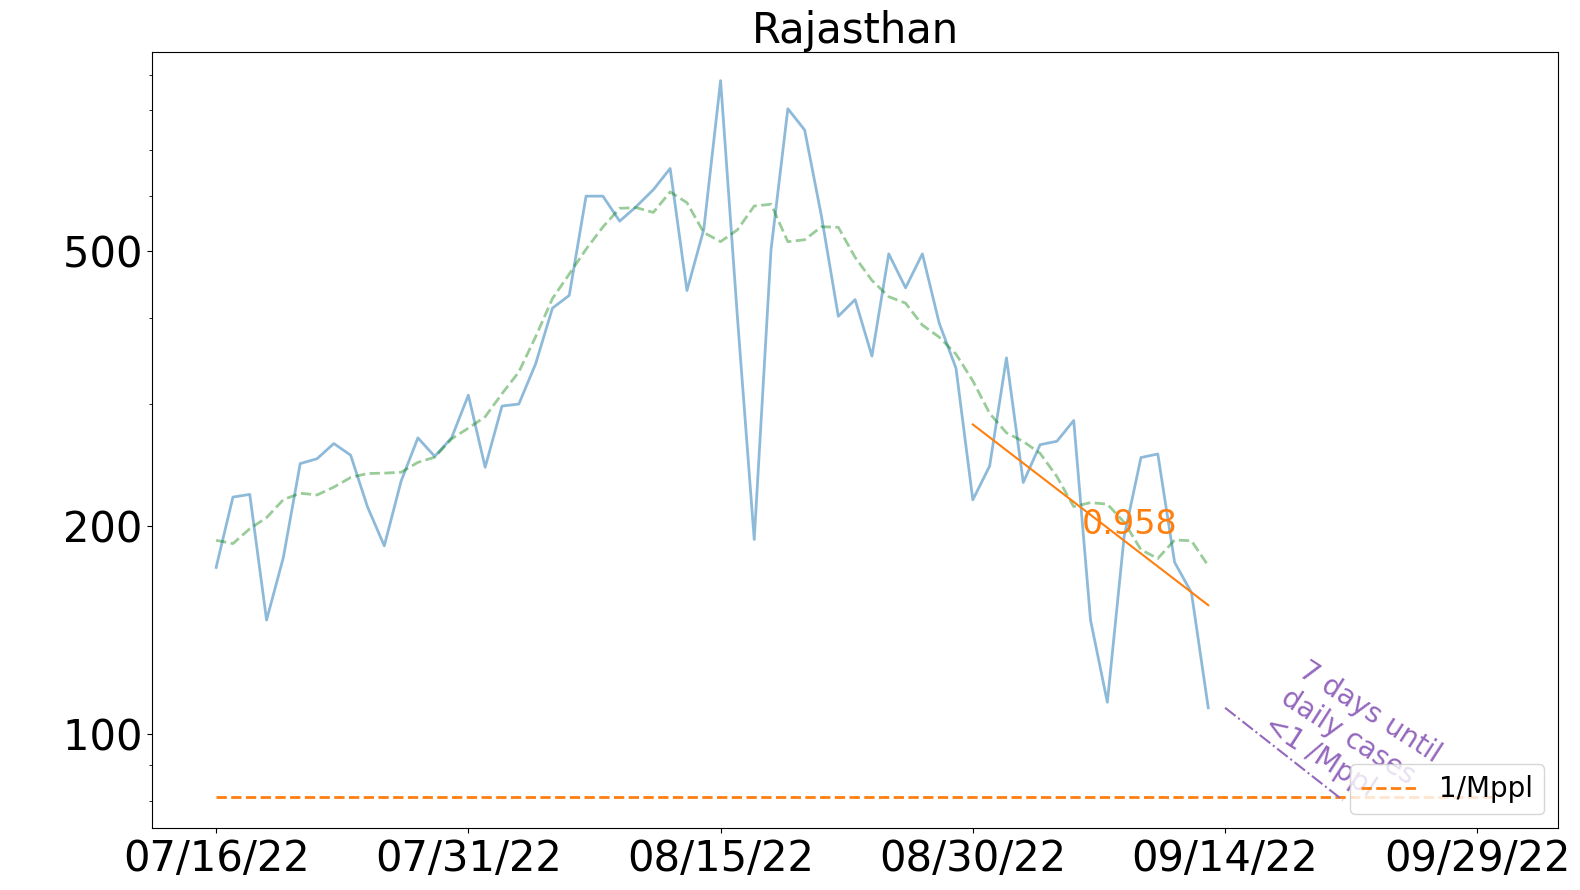 Rajasthan
500
200
100
0.958
7 days until
daily cases
<1 /Mppl
1/Mppl
07/16/22
07/31/22
08/15/22
08/30/22
09/14/22
09/29/22